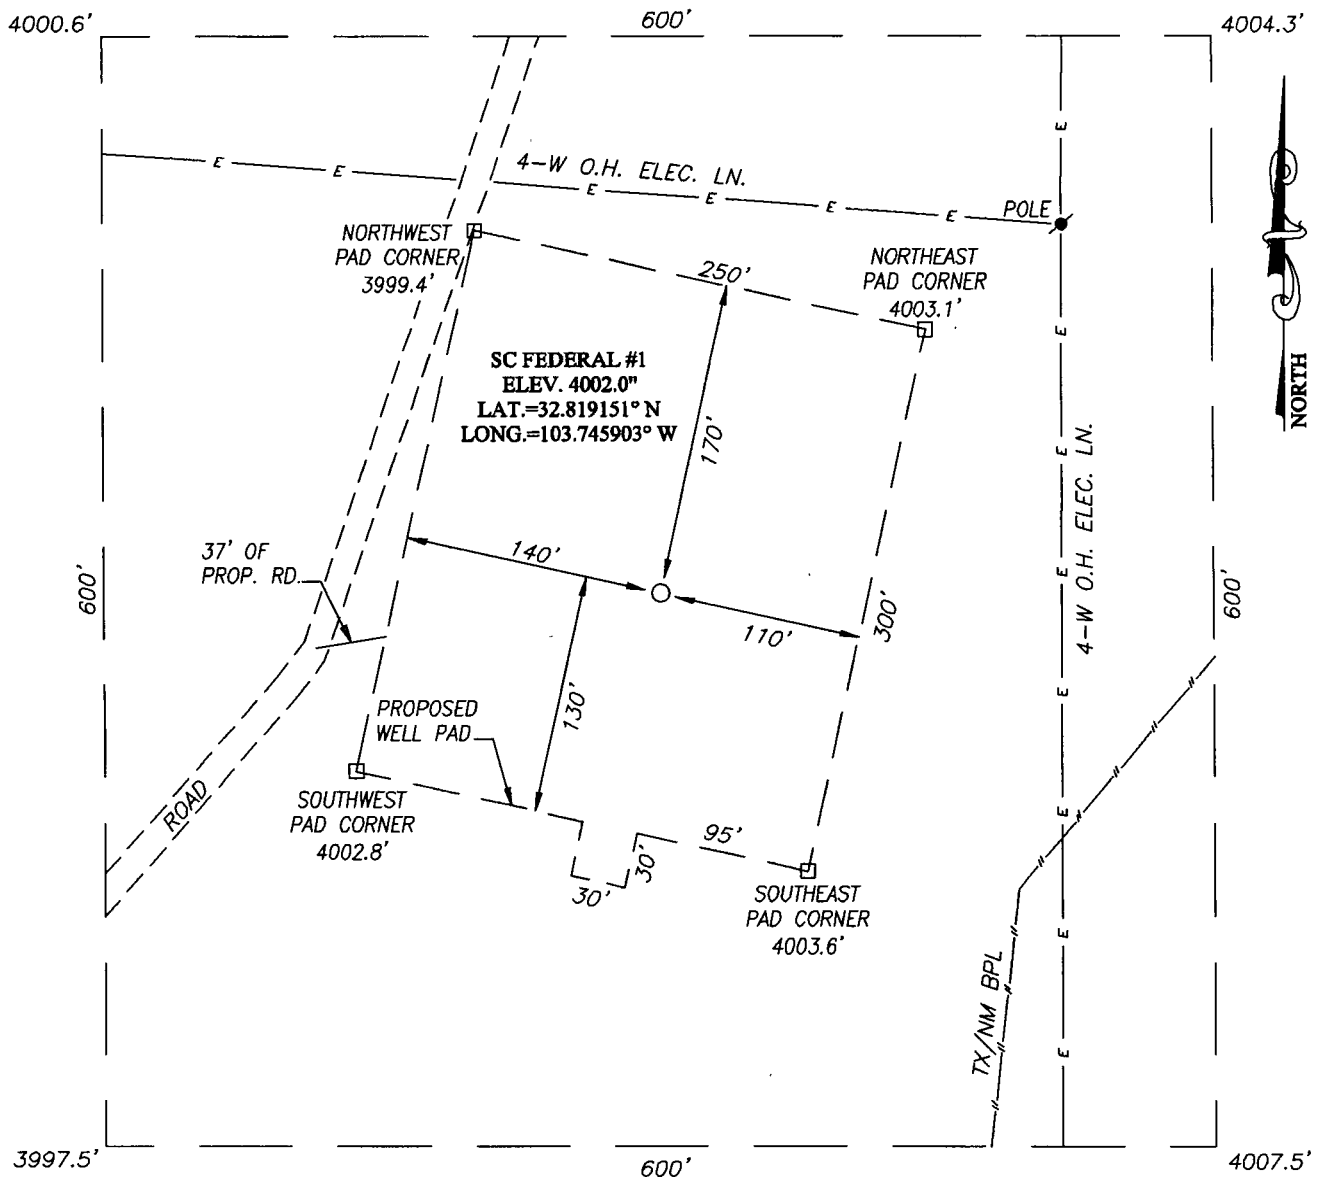 4000.6'
600'
4004.3'
4-W O.H. ELEC. LN.
E E E E E E
POLE
E
NORTHWEST
PAD CORNER
3999.4'
250'
NORTHEAST
PAD CORNER
4003.1'
E
NORTH
SC FEDERAL #1
ELEV. 4002.0"
LAT.=32.819151° N
LONG.=103.745903° W
170'
E
4-W O.H. ELEC. LN.
E
37' OF
PROP. RD.
140'
110'
300'
600'
600'
E
130'
E
PROPOSED
WELL PAD
ROAD
SOUTHWEST
PAD CORNER
4002.8'
95'
30'
30'
E
SOUTHEAST
PAD CORNER
4003.6'
E
TX/NM BPL
E
3997.5'
600'
4007.5'